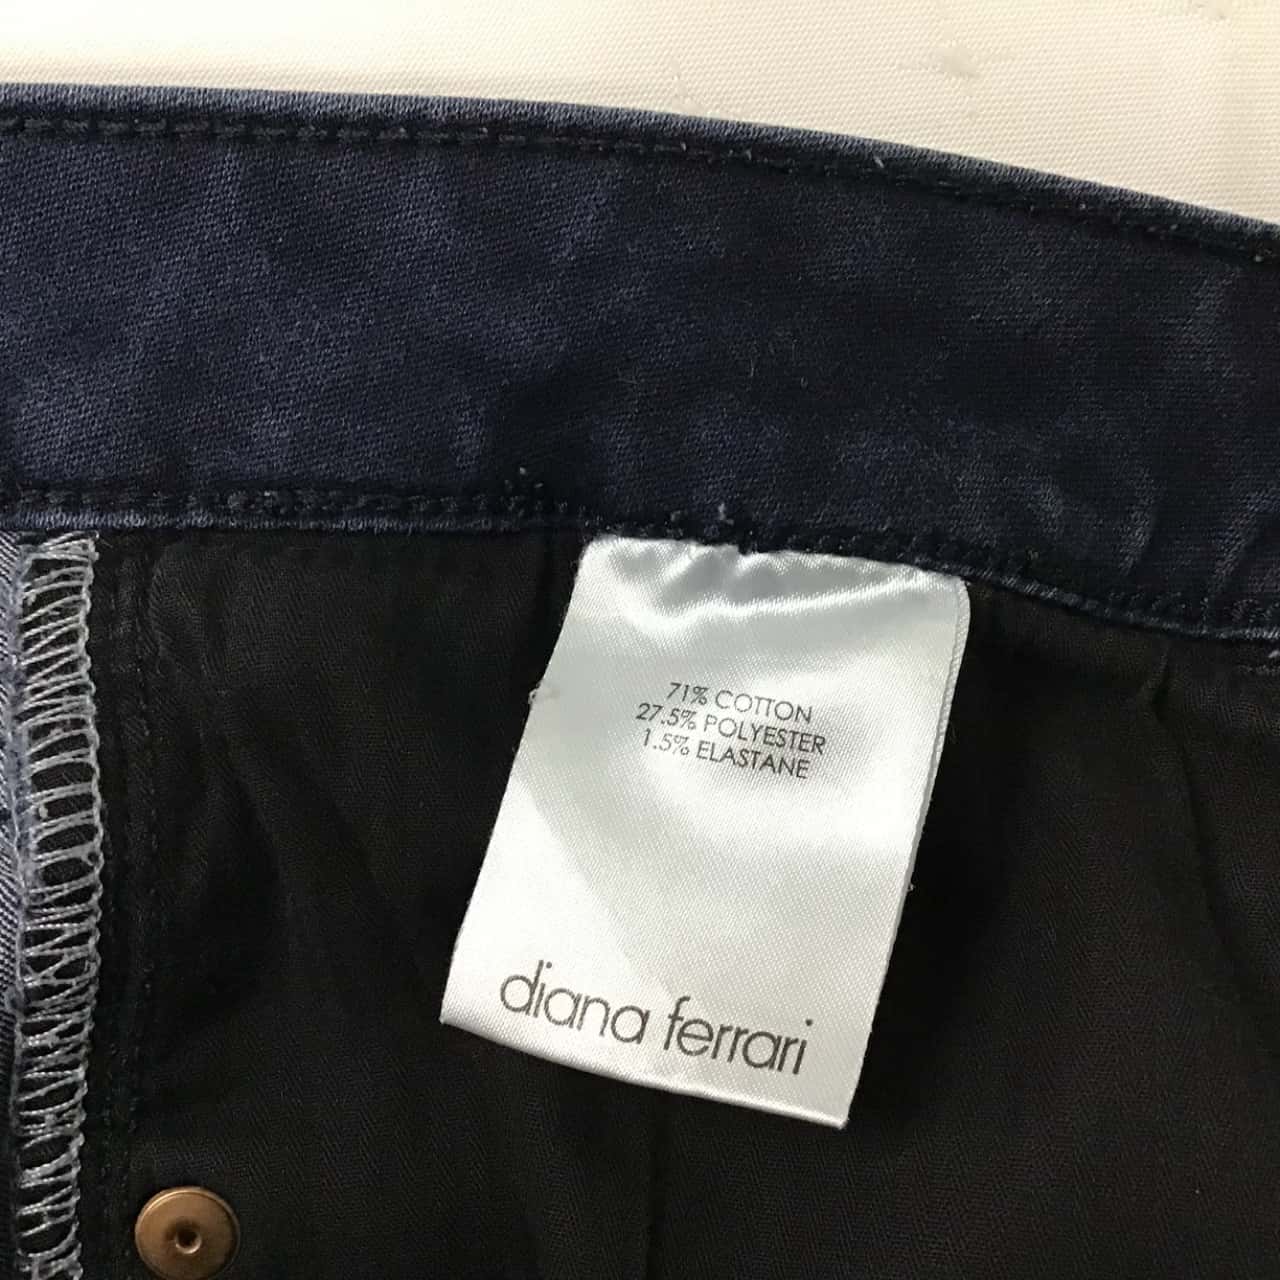 71% COTTON
27.5% POLYESTER
1.5% ELASTANE
diana ferrari